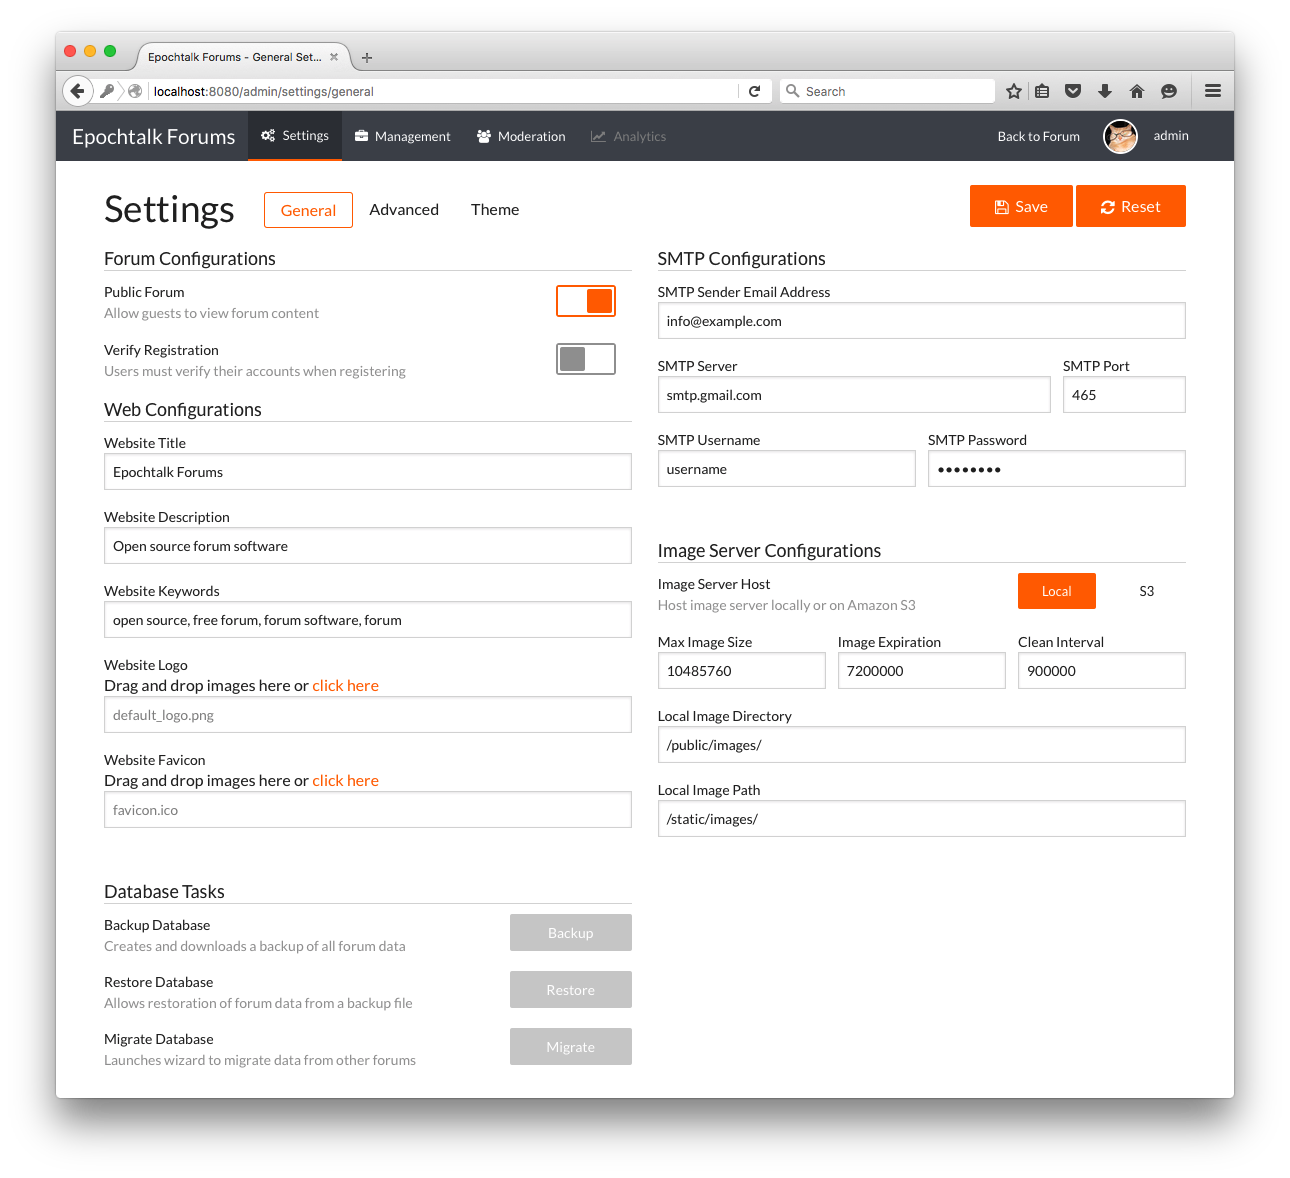 Epochtalk Forums - General Set...
localhost:8080/admin/settings/general
Search
Epochtalk Forums
Settings
Management
Moderation
Analytics
Back to Forum
admin
Settings
General
Advanced
Theme
Save
Reset
Forum Configurations
Public Forum
Allow guests to view forum content
Verify Registration
Users must verify their accounts when registering
Web Configurations
Website Title
Epochtalk Forums
Website Description
Open source forum software
Website Keywords
open source, free forum, forum software, forum
Website Logo
Drag and drop images here or click here
default_logo.png
Website Favicon
Drag and drop images here or click here
favicon.ico
Database Tasks
Backup Database
Creates and downloads a backup of all forum data
Backup
Restore Database
Allows restoration of forum data from a backup file
Restore
Migrate Database
Launches wizard to migrate data from other forums
Migrate
SMTP Configurations
SMTP Sender Email Address
info@example.com
SMTP Server
smtp.gmail.com
SMTP Port
465
SMTP Username
username
SMTP Password
••••••••
Image Server Configurations
Image Server Host
Host image server locally or on Amazon S3
Local
S3
Max Image Size
10485760
Image Expiration
7200000
Clean Interval
900000
Local Image Directory
/public/images/
Local Image Path
/static/images/